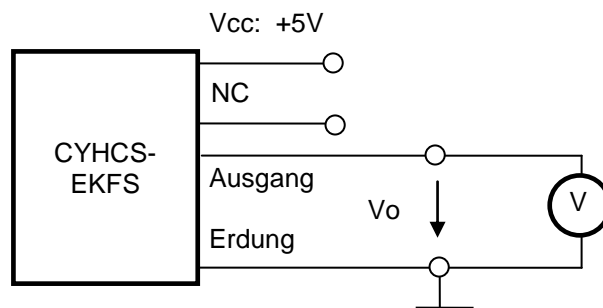 Vcc: +5V
NC
CYHCS-
EKFS
Ausgang
Vo
V
Erdung